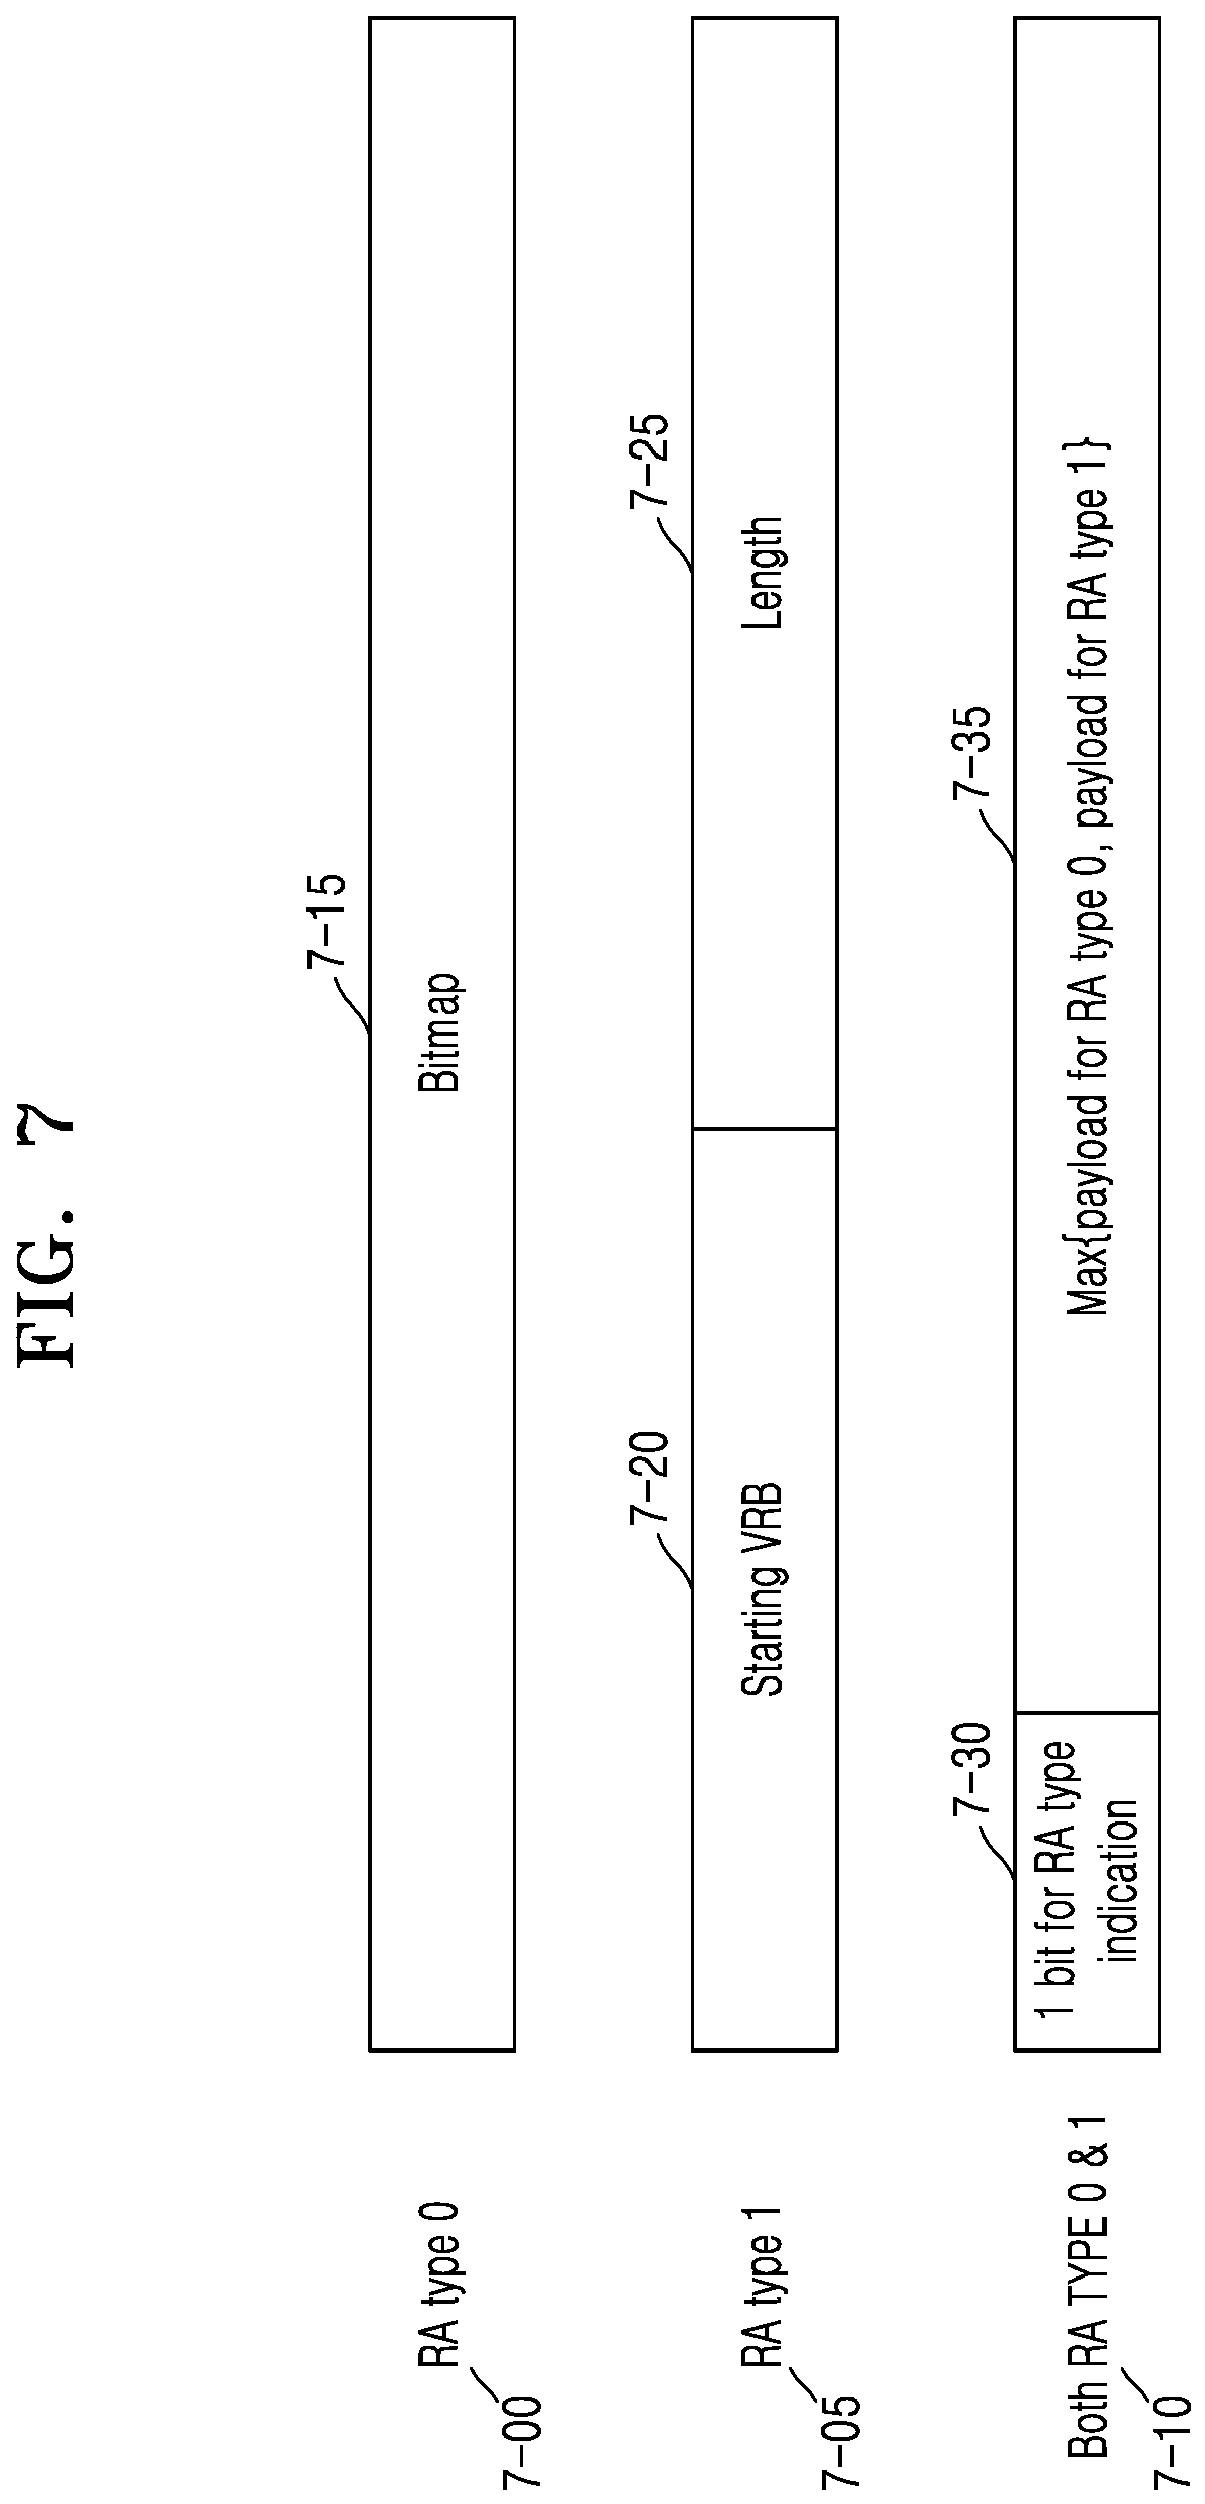 FIG. 7
7-15
RA type 0
Bitmap
7-00
7-20
7-25
RA type 1
Starting VRB
Length
7-05
7-30
7-35
Both RA TYPE 0 & 1
1 bit for RA type
indication
Max{payload for RA type 0, payload for RA type 1}
7-10